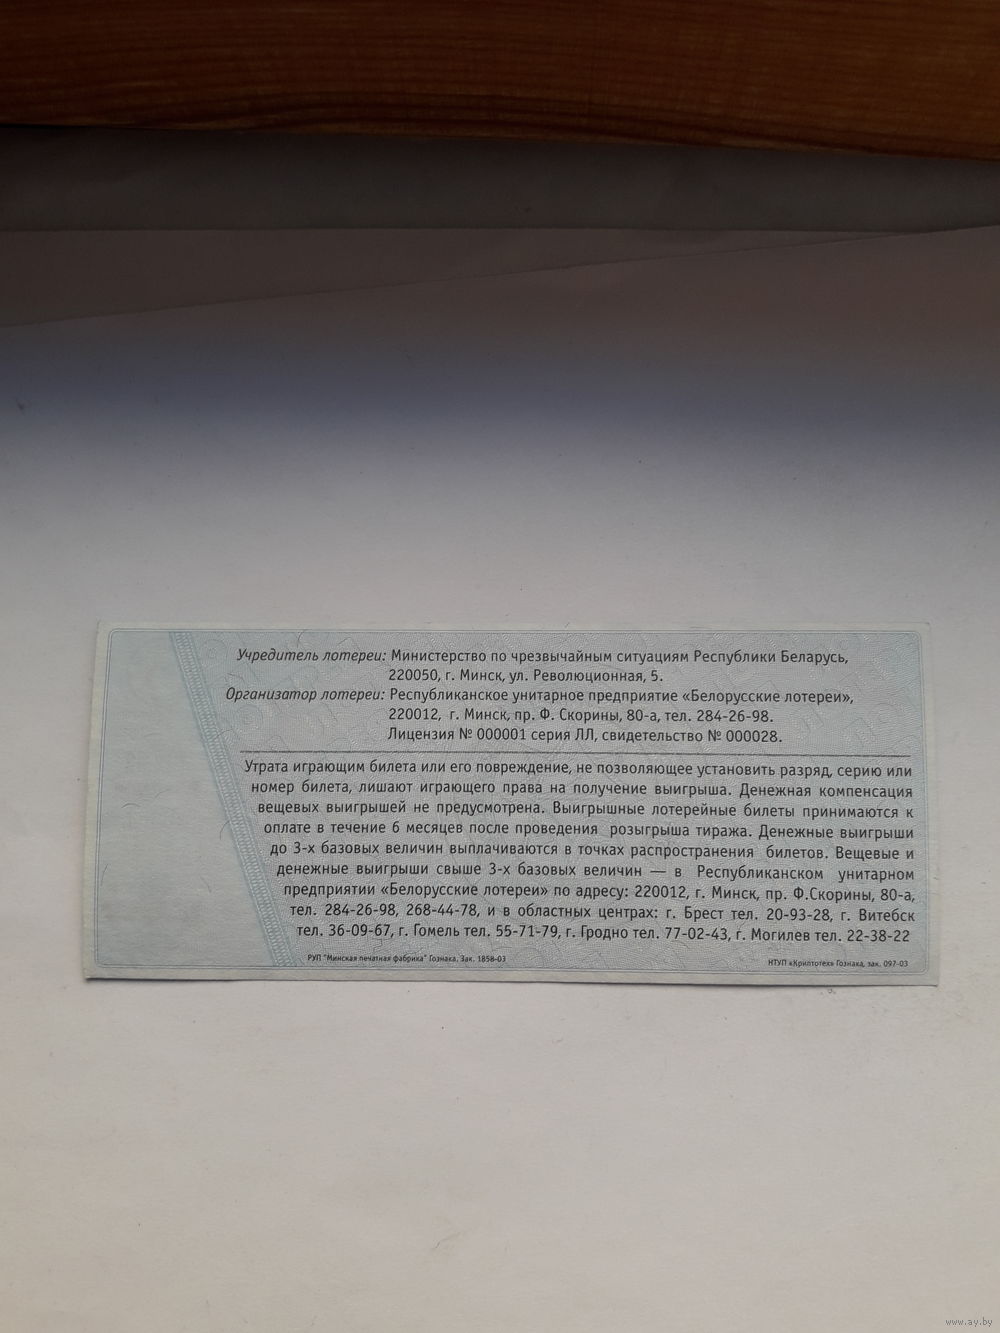 Учредитель лотереи: Министерство по чрезвычайным ситуациям Республики Беларусь,
220050, г. Минск, ул. Революционная, 5.
Организатор лотереи: Республиканское унитарное предприятие «Белорусские лотереи»,
220012, г. Минск, пр. Ф. Скорины, 80-а, тел. 284-26-98.
Лицензия № 000001 серия ЛЛ, свидетельство № 000028.
Утрата играющим билета или его повреждение, не позволяющее установить разряд, серию или
номер билета, лишают играющего права на получение выигрыша. Денежная компенсация
вещевых выигрышей не предусмотрена. Выигрышные лотерейные билеты принимаются к
оплате в течение 6 месяцев после проведения розыгрыша тиража. Денежные выигрыши
до 3-х базовых величин выплачиваются в точках распространения билетов. Вещевые и
денежные выигрыши свыше 3-х базовых величин — в Республиканском унитарном
предприятии «Белорусские лотереи» по адресу: 220012, г. Минск, пр. Ф.Скорины, 80-а,
тел. 284-26-98, 268-44-78, и в областных центрах: г. Брест тел. 20-93-28, г. Витебск
тел. 36-09-67, г. Гомель тел. 55-71-79, г. Гродно тел. 77-02-43, г. Могилев тел. 22-38-22
РУП "Минская печатная фабрика" Гознака. Зак. 1858-03
НТУП «Криптотех» Гознака, зак. 097-03
www.ay.by